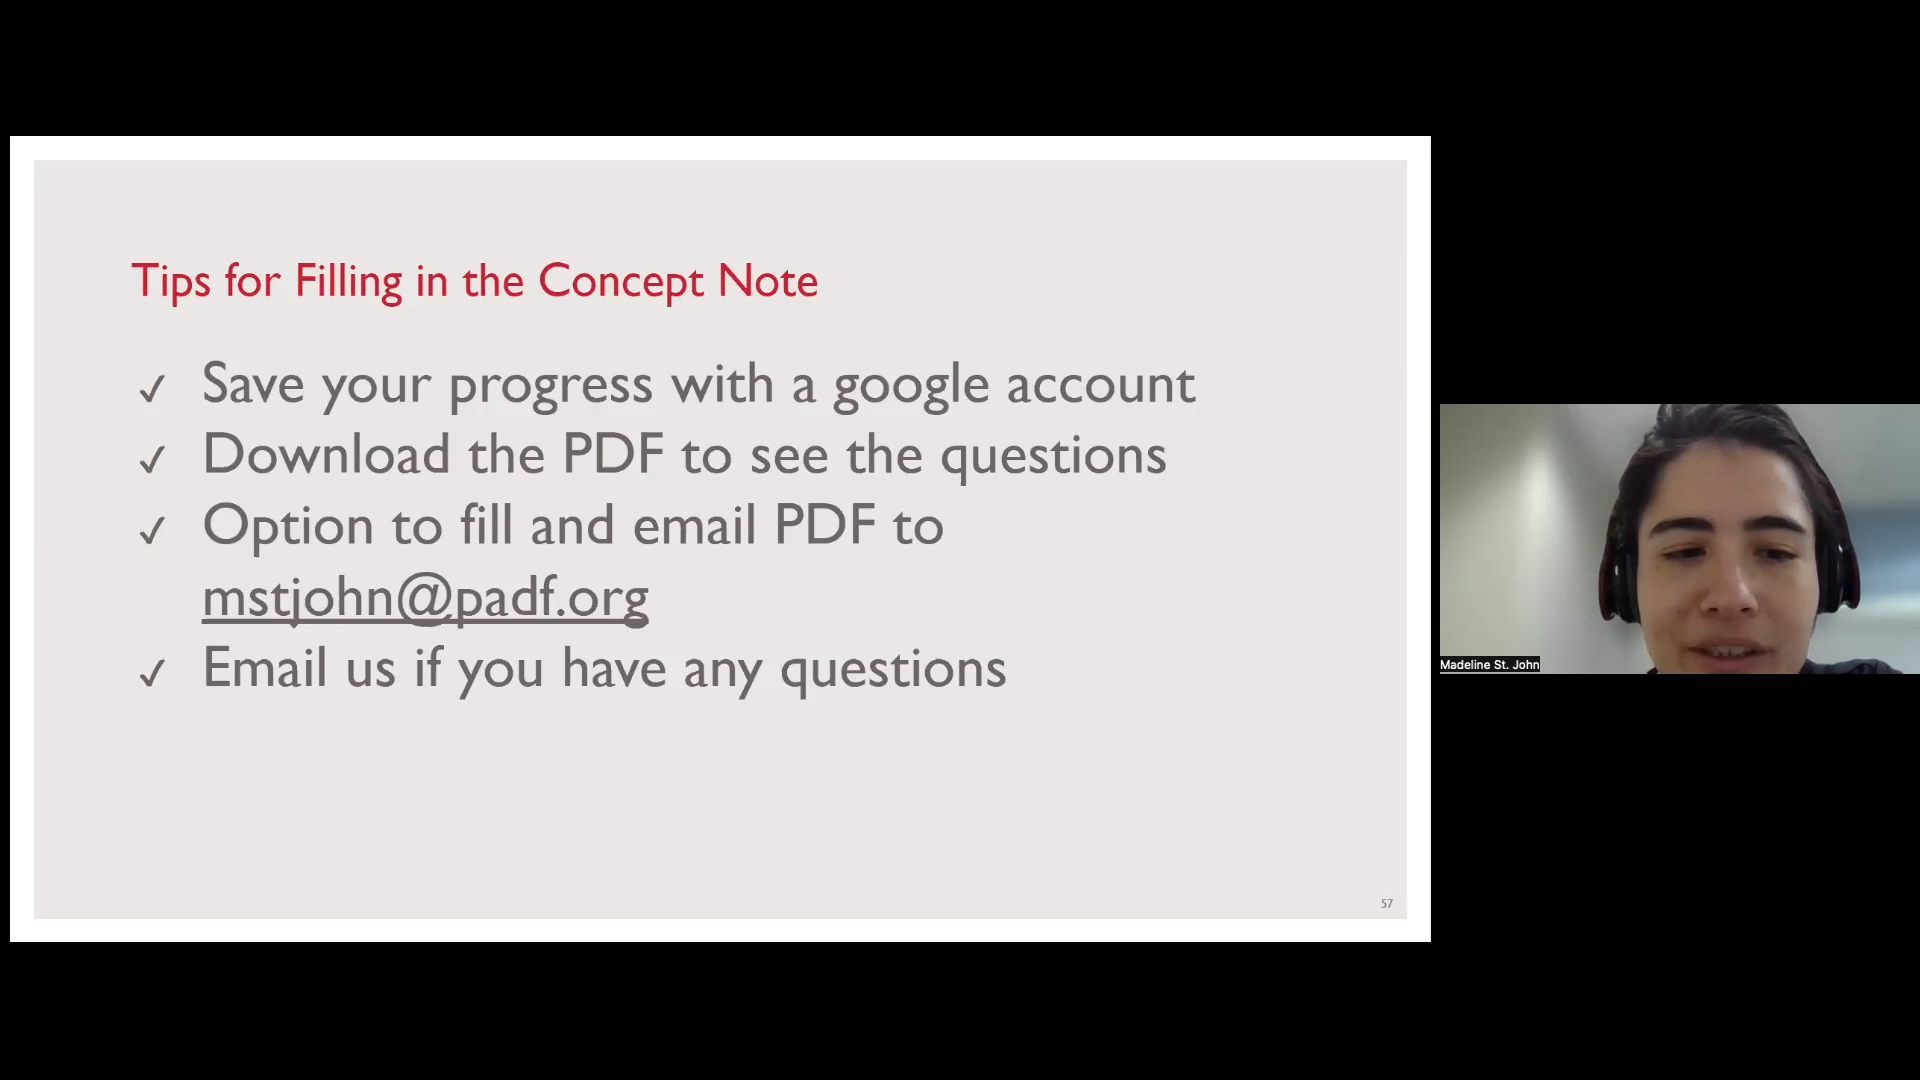 Tips for Filling in the Concept Note
✓ Save your progress with a google account
✓ Download the PDF to see the questions
✓ Option to fill and email PDF to
mstjohn@padf.org
✓ Email us if you have any questions
57
Madeline St. John